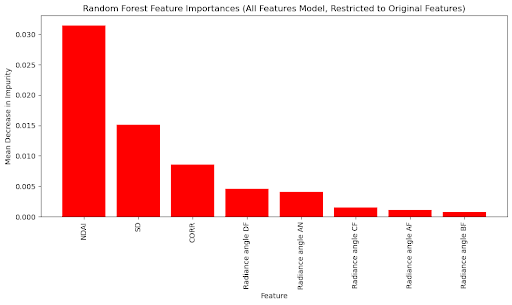 Random Forest Feature Importances (All Features Model, Restricted to Original Features)
Mean Decrease in Impurity
0.030
0.025
0.020
0.015
0.010
0.005
0.000
NDAI
SD
CORR
Radiance angle DF
Radiance angle AN
Radiance angle CF
Radiance angle AF
Radiance angle BF
Feature